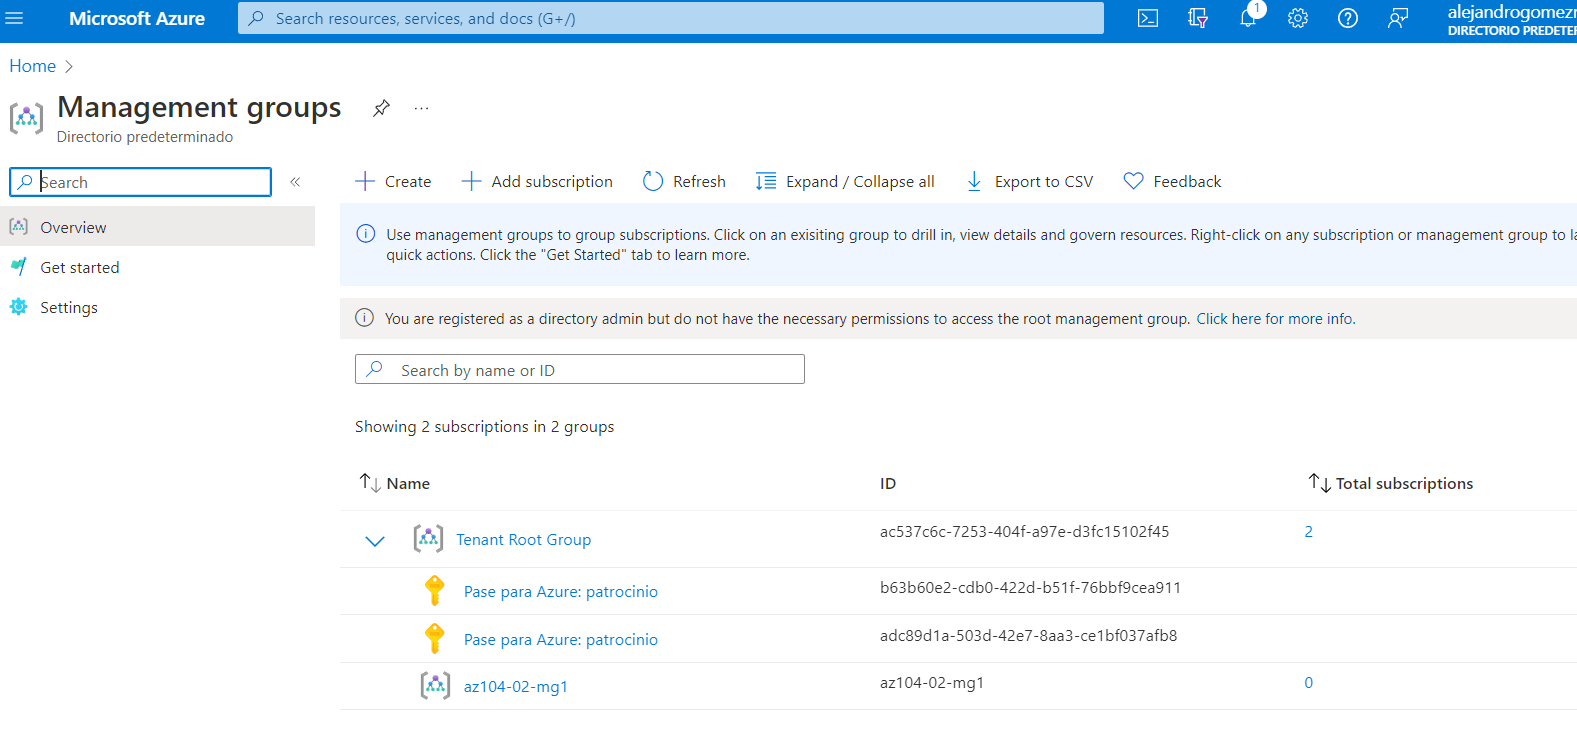 Microsoft Azure
Search resources, services, and docs (G+/)
1
alejandrogomezr
DIRECTORIO PREDETER
Home
Management groups
Directorio predeterminado
Search
Overview
Get started
Settings
Create
Add subscription
Refresh
Expand / Collapse all
Export to CSV
Feedback
Use management groups to group subscriptions. Click on an exisiting group to drill in, view details and govern resources. Right-click on any subscription or management group to la
quick actions. Click the "Get Started" tab to learn more.
You are registered as a directory admin but do not have the necessary permissions to access the root management group. Click here for more info.
Search by name or ID
Showing 2 subscriptions in 2 groups
Name ID Total subscriptions
Tenant Root Group ac537c6c-7253-404f-a97e-d3fc15102f45 2
Pase para Azure: patrocinio b63b60e2-cdb0-422d-b51f-76bbf9cea911
Pase para Azure: patrocinio adc89d1a-503d-42e7-8aa3-ce1bf037afb8
az104-02-mg1 az104-02-mg1 0